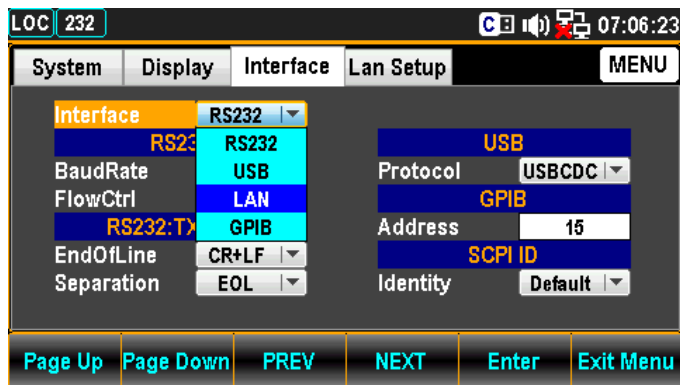 LOC 232 C 07:06:23
System Display Interface Lan Setup MENU
Interface RS232
RS23 RS232 USB
BaudRate USB Protocol USBCDC
FlowCtrl LAN GPIB
RS232:TX GPIB Address 15
EndOfLine CR+LF SCPI ID
Separation EOL Identity Default
Page Up Page Down PREV NEXT Enter Exit Menu